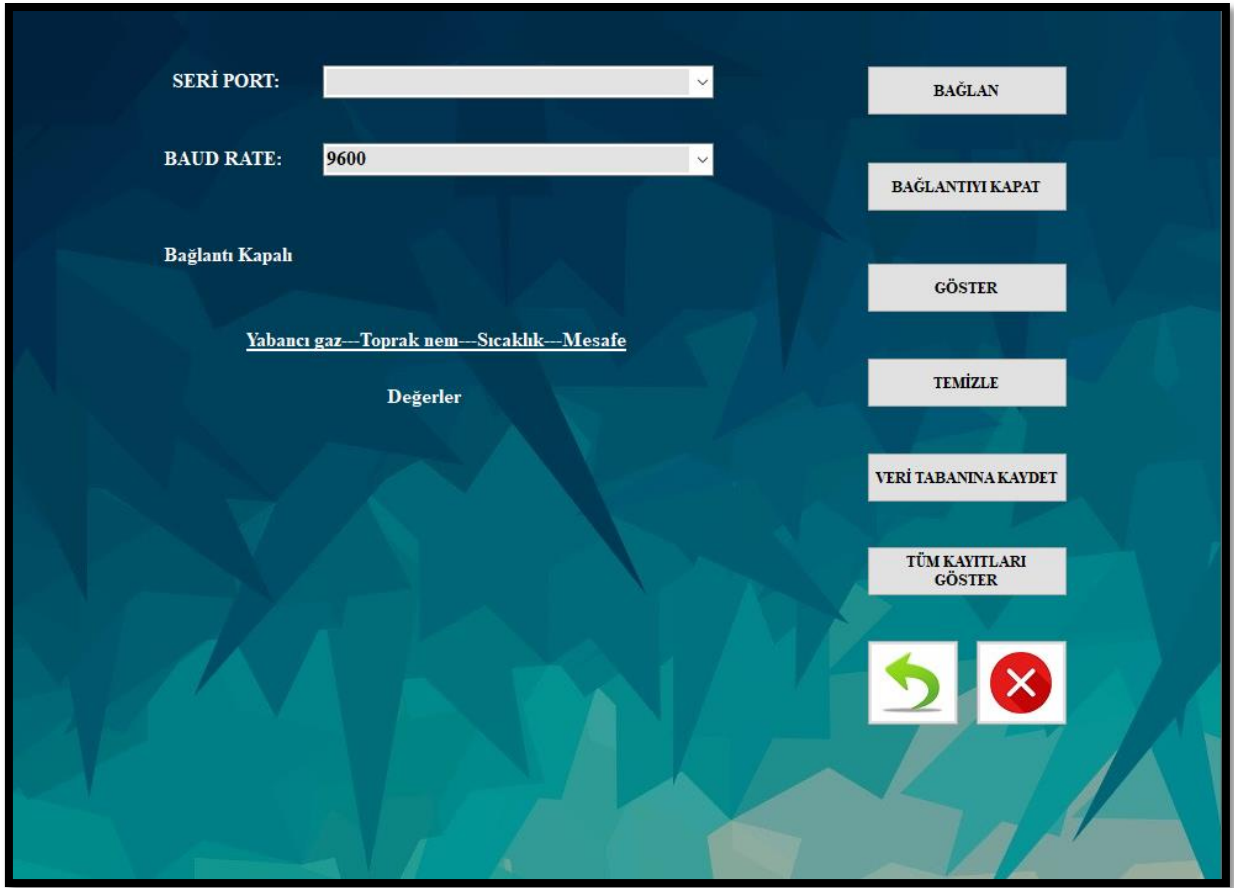 SERİ PORT:
BAĞLAN
BAUD RATE:
9600
BAĞLANTIYI KAPAT
Bağlantı Kapalı
GÖSTER
Yabancı gaz---Toprak nem---Sıcaklık---Mesafe
TEMİZLE
Değerler
VERİ TABANINA KAYDET
TÜM KAYITLARI
GÖSTER